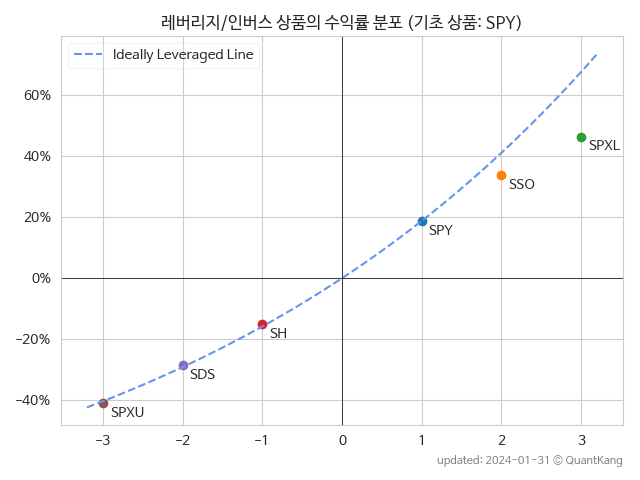 레버리지/인버스 상품의 수익률 분포 (기초 상품: SPY)
Ideally Leveraged Line
60%
40%
20%
0%
-20%
-40%
SPXL
SSO
SPY
SH
SDS
SPXU
-3 -2 -1 0 1 2 3
updated: 2024-01-31 © QuantKang